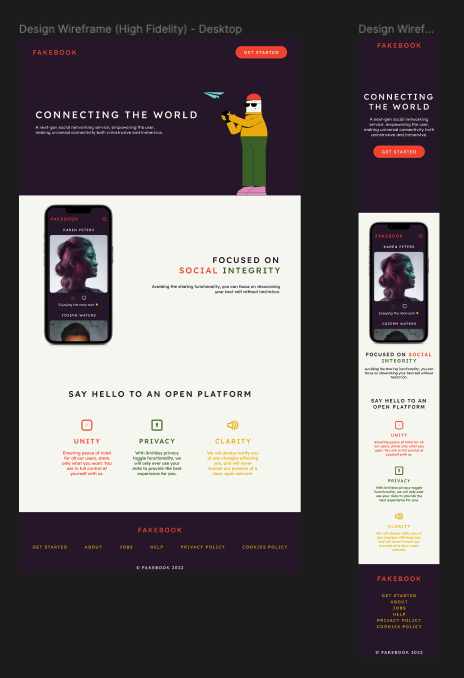 Design Wireframe (High Fidelity) - Desktop
FAKEBOOK
GET STARTED
CONNECTING THE WORLD
A next-gen social networking service, empowering the user,
making universal connectivity both unintrusive and immersive.
FAKEBOOK
KAREN PETERS
Enjoying the neon sun!
JOSEPH WATERS
FOCUSED ON
SOCIAL INTEGRITY
Avoiding the sharing functionality, you can focus on showcasing
your best self without hesitation.
SAY HELLO TO AN OPEN PLATFORM
UNITY
Ensuring peace of mind
for all our users, share
only what you want. You
are in full control of
yourself with us.
PRIVACY
With limitless privacy
toggle functionality, we
will only ever use your
data to provide the best
experience for you.
CLARITY
We will always notify you
of any changes affecting
you, and will never
breach our promise of a
clear, open network.
FAKEBOOK
GET STARTED ABOUT JOBS HELP PRIVACY POLICY COOKIES POLICY
© FAKEBOOK 2022
Design Wiref...
FAKEBOOK
CONNECTING
THE WORLD
A next-gen social networking
service, empowering the user,
making universal connectivity both
unintrusive and immersive.
GET STARTED
FAKEBOOK
KAREN PETERS
Enjoying the neon sun!
JOSEPH WATERS
FOCUSED ON SOCIAL
INTEGRITY
Avoiding the sharing functionality, you can
focus on showcasing your best self without
hesitation.
SAY HELLO TO AN
OPEN PLATFORM
UNITY
Ensuring peace of mind for all
our users, share only what you
want. You are in full control of
yourself with us.
PRIVACY
With limitless privacy toggle
functionality, we will only ever use
your data to provide the best
experience for you.
CLARITY
We will always notify you of
any changes affecting you,
and will never breach our
promise of a clear, open
network.
FAKEBOOK
GET STARTED
ABOUT
JOBS
HELP
PRIVACY POLICY
COOKIES POLICY
© FAKEBOOK 2022